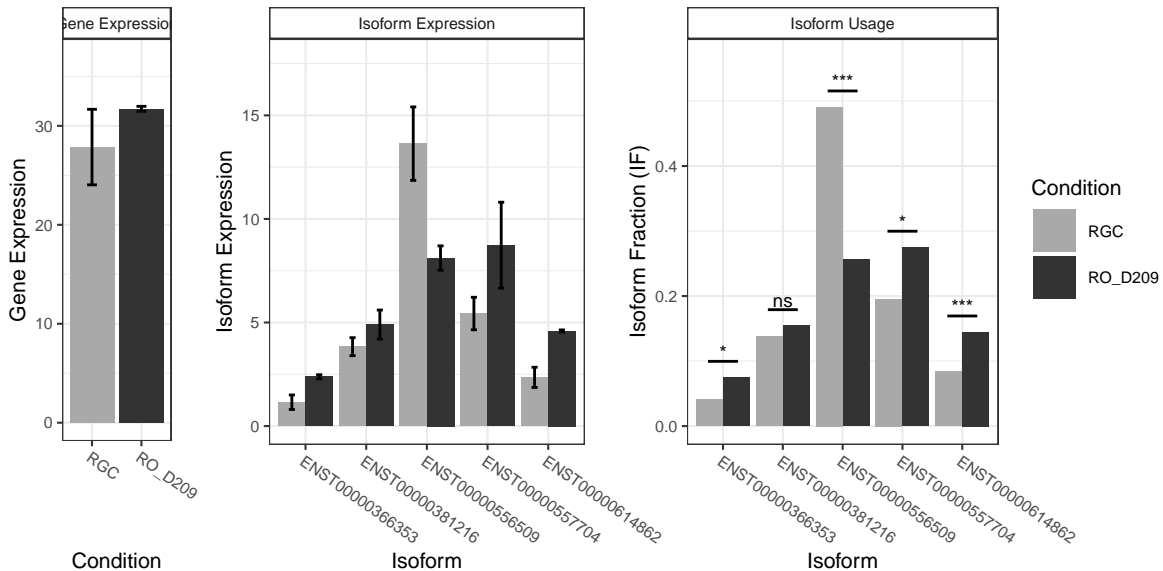 Gene Expression
Gene Expression
30
20
10
0
RGC
RO_D209
Condition
Isoform Expression
Isoform Expression
15
10
5
0
ENST00000366353
ENST00000381216
ENST00000556509
ENST00000557704
ENST00000614862
Isoform
Isoform Usage
Isoform Fraction (IF)
0.4
0.2
0.0
*
ns
***
*
***
ENST00000366353
ENST00000381216
ENST00000556509
ENST00000557704
ENST00000614862
Isoform
Condition
RGC
RO_D209